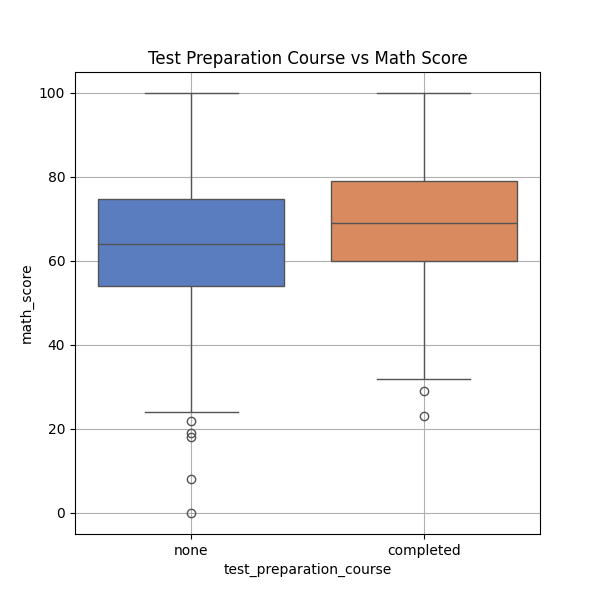 Test Preparation Course vs Math Score
100
80
60
40
20
0
math_score
none
completed
test_preparation_course